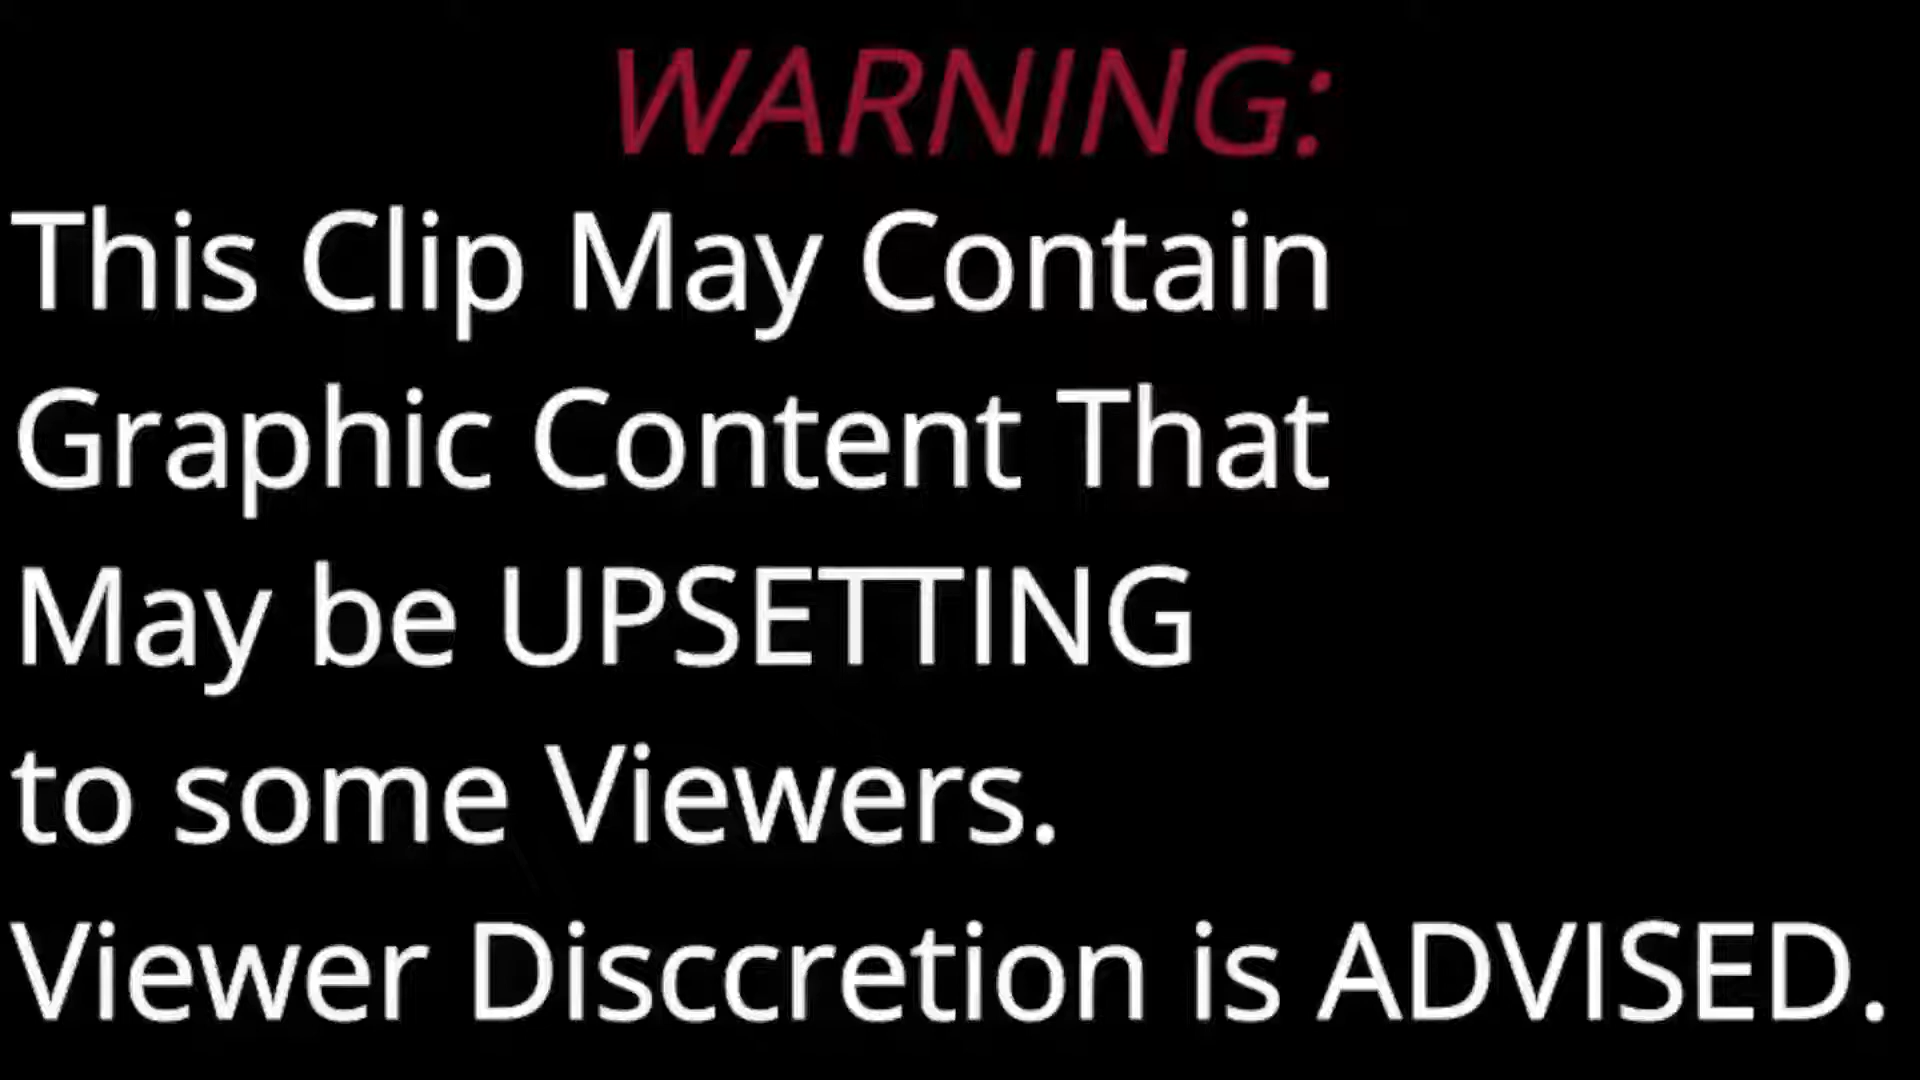 WARNING:
This Clip May Contain
Graphic Content That
May be UPSETTING
to some Viewers.
Viewer Disccretion is ADVISED.